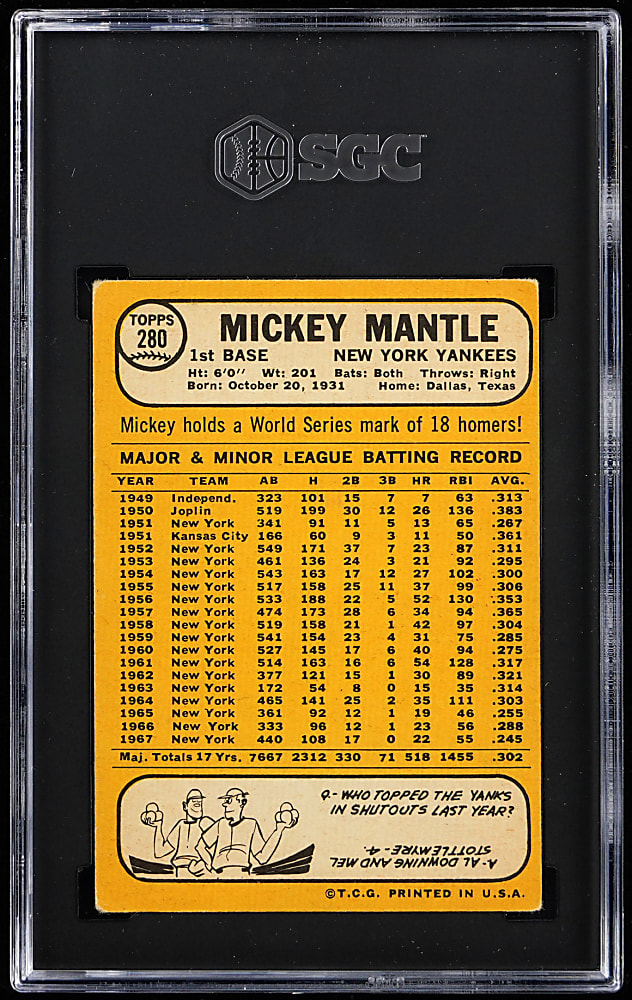 SGC
TOPPS
280
MICKEY MANTLE
1st BASE NEW YORK YANKEES
Ht: 6'0" Wt: 201 Bats: Both Throws: Right
Born: October 20, 1931 Home: Dallas, Texas
Mickey holds a World Series mark of 18 homers!
MAJOR & MINOR LEAGUE BATTING RECORD
YEAR TEAM AB H 2B 3B HR RBI AVG.
1949 Independ. 323 101 15 7 7 63 .313
1950 Joplin 519 199 30 12 26 136 .383
1951 New York 341 91 11 5 13 65 .267
1951 Kansas City 166 60 9 3 11 50 .361
1952 New York 549 171 37 7 23 87 .311
1953 New York 461 136 24 3 21 92 .295
1954 New York 543 163 17 12 27 102 .300
1955 New York 517 158 25 11 37 99 .306
1956 New York 533 188 22 5 52 130 .353
1957 New York 474 173 28 6 34 94 .365
1958 New York 519 158 21 1 42 97 .304
1959 New York 541 154 23 4 31 75 .285
1960 New York 527 145 17 6 40 94 .275
1961 New York 514 163 16 6 54 128 .317
1962 New York 377 121 15 1 30 89 .321
1963 New York 172 54 8 0 15 35 .314
1964 New York 465 141 25 2 35 111 .303
1965 New York 361 92 12 1 19 46 .255
1966 New York 333 96 12 1 23 56 .288
1967 New York 440 108 17 0 22 55 .245
Maj. Totals 17 Yrs. 7667 2312 330 71 518 1455 .302
Q- WHO TOPPED THE YANKS
IN SHUTOUTS LAST YEAR?
A- AL DOWNING AND MEL
STOTTLEMYRE - 4.
©T.C.G. PRINTED IN U.S.A.